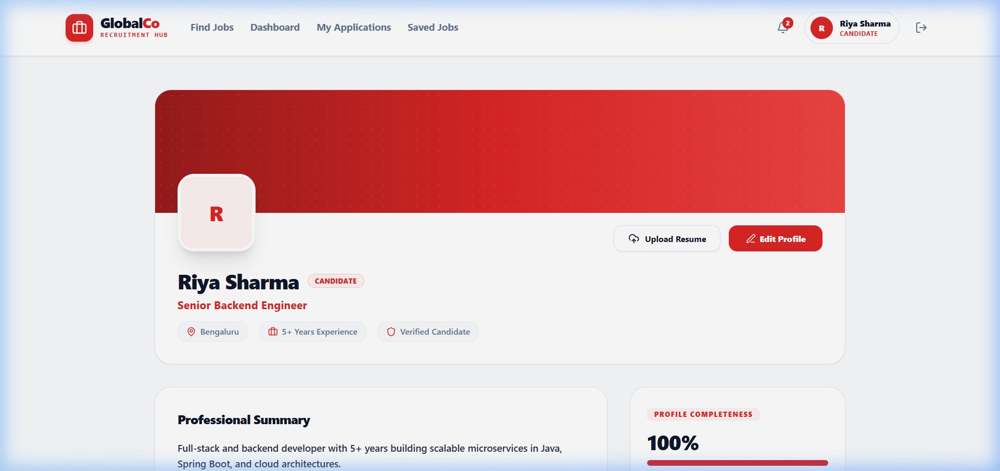 GlobalCo
RECRUITMENT HUB
Find Jobs
Dashboard
My Applications
Saved Jobs
2
R
Riya Sharma
CANDIDATE
R
Upload Resume
Edit Profile
Riya Sharma
CANDIDATE
Senior Backend Engineer
Bengaluru
5+ Years Experience
Verified Candidate
Professional Summary
Full-stack and backend developer with 5+ years building scalable microservices in Java,
Spring Boot, and cloud architectures.
PROFILE COMPLETENESS
100%